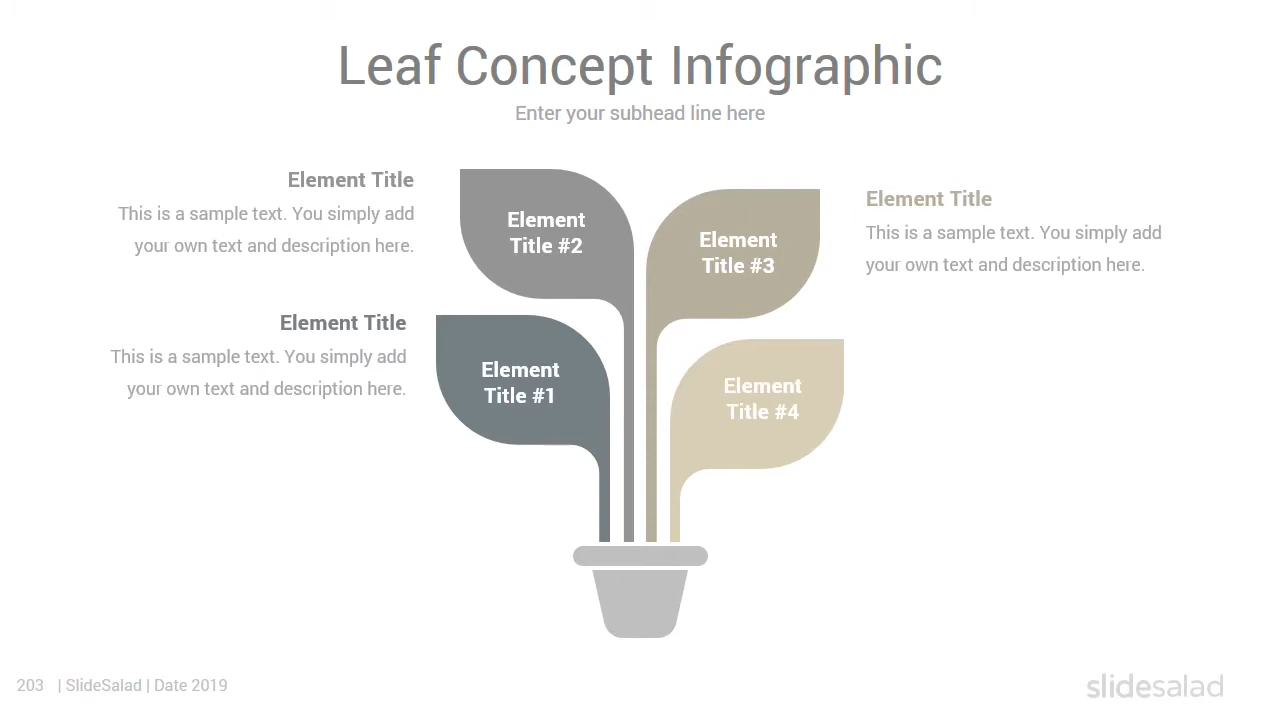 Leaf Concept Infographic
Enter your subhead line here
Element Title
This is a sample text. You simply add
your own text and description here.
Element
Title #2
Element
Title #3
Element Title
This is a sample text. You simply add
your own text and description here.
Element Title
This is a sample text. You simply add
your own text and description here.
Element
Title #1
Element
Title #4
203 | SlideSalad | Date 2019
slidesalad